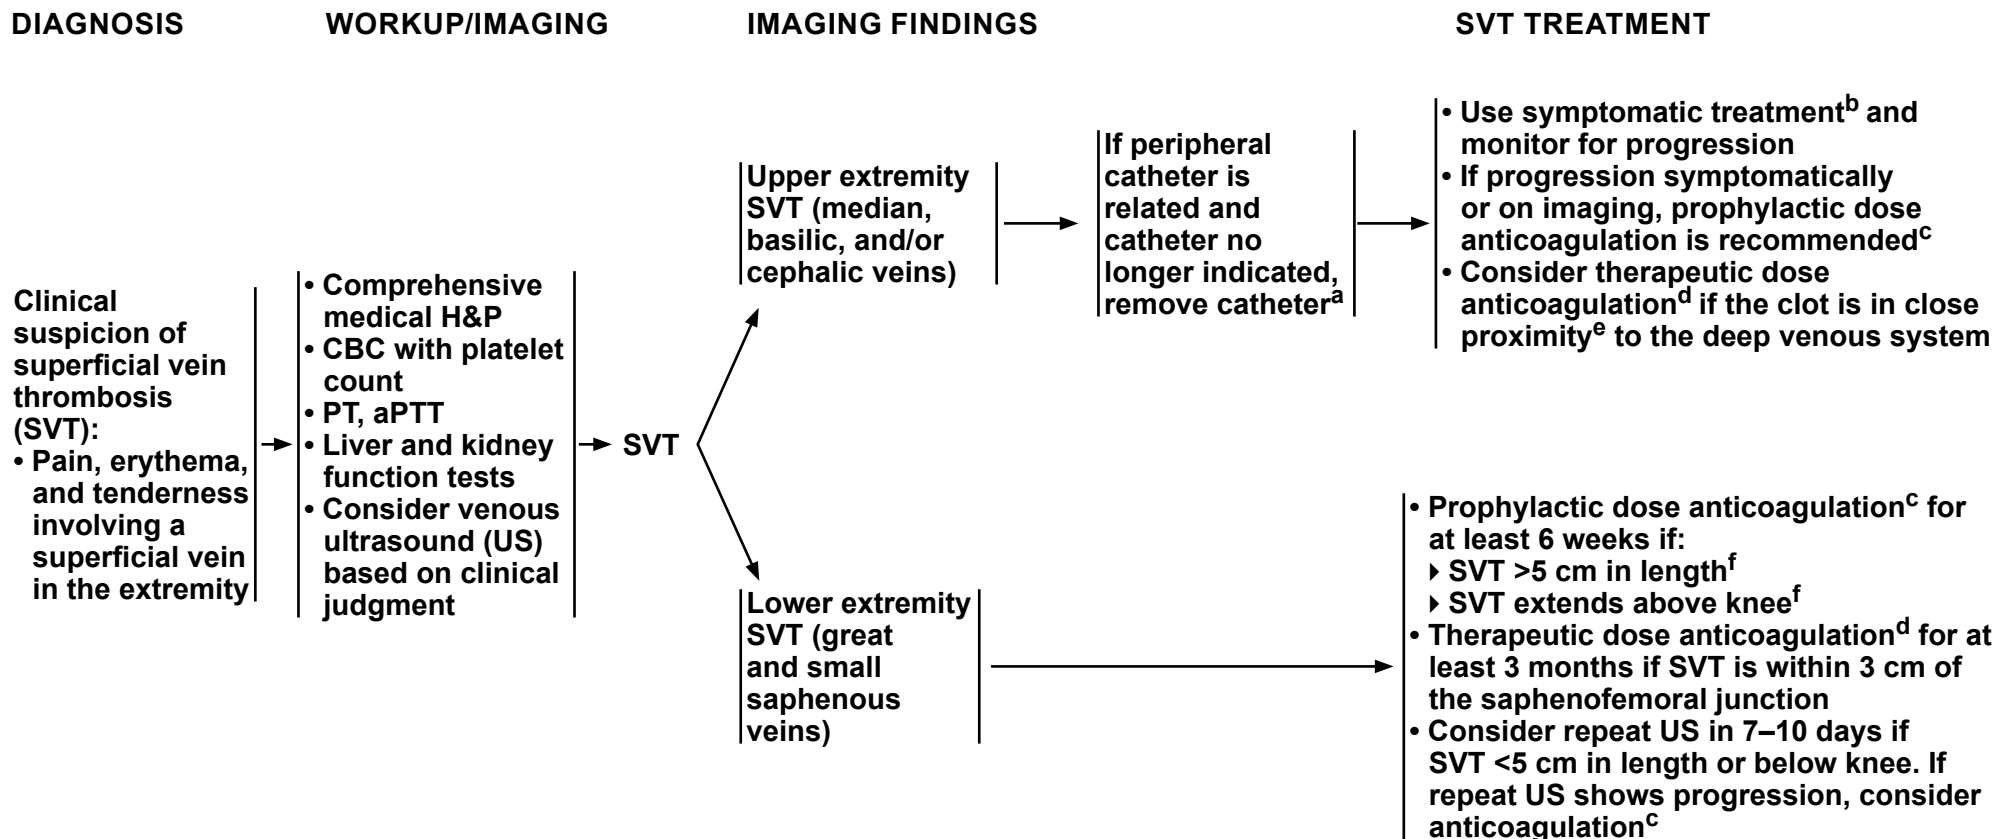 DIAGNOSIS
WORKUP/IMAGING
IMAGING FINDINGS
SVT TREATMENT
Clinical
suspicion of
superficial vein
thrombosis
(SVT):
• Pain, erythema,
and tenderness
involving a
superficial vein
in the extremity
• Comprehensive
medical H&P
• CBC with platelet
count
• PT, aPTT
• Liver and kidney
function tests
• Consider venous
ultrasound (US)
based on clinical
judgment
SVT
Upper extremity
SVT (median,
basilic, and/or
cephalic veins)
If peripheral
catheter is
related and
catheter no
longer indicated,
remove catheterᵃ
• Use symptomatic treatmentᵇ and
monitor for progression
• If progression symptomatically
or on imaging, prophylactic dose
anticoagulation is recommendedᶜ
• Consider therapeutic dose
anticoagulationᵈ if the clot is in close
proximityᵉ to the deep venous system
Lower extremity
SVT (great
and small
saphenous
veins)
• Prophylactic dose anticoagulationᶜ for
at least 6 weeks if:
▸ SVT >5 cm in lengthᶠ
▸ SVT extends above kneeᶠ
• Therapeutic dose anticoagulationᵈ for at
least 3 months if SVT is within 3 cm of
the saphenofemoral junction
• Consider repeat US in 7–10 days if
SVT <5 cm in length or below knee. If
repeat US shows progression, consider
anticoagulationᶜ